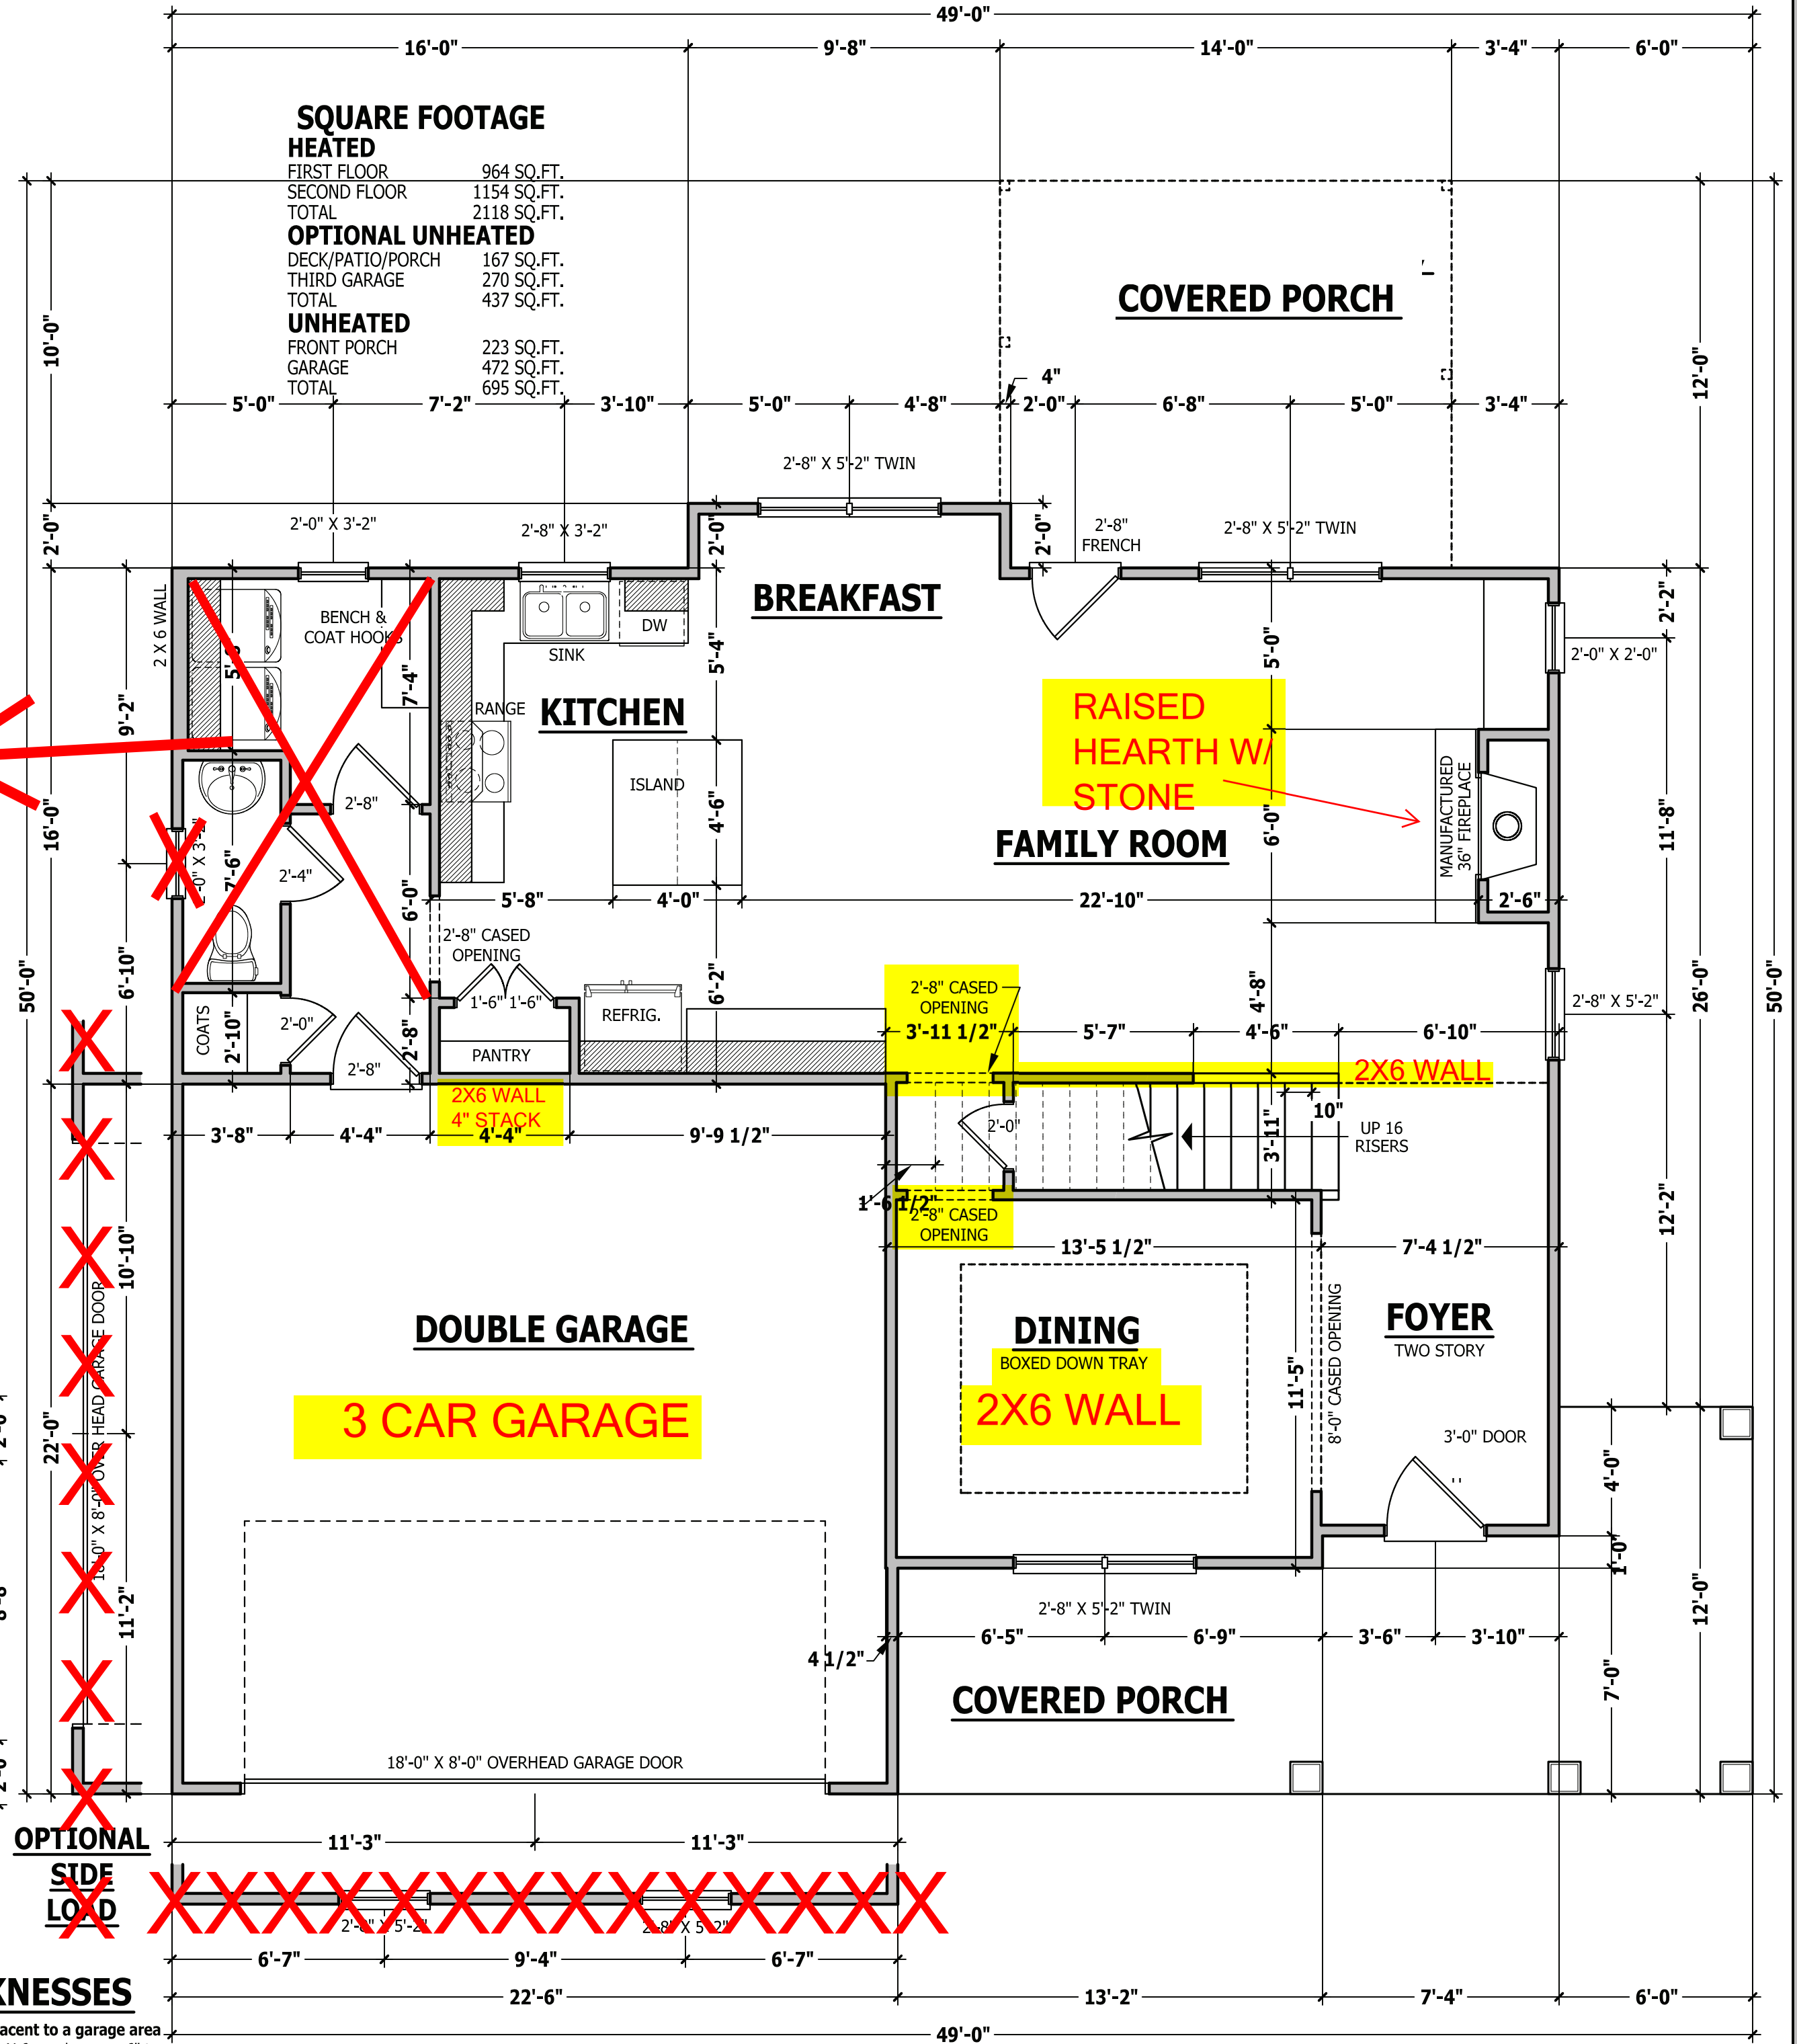 49'-0"
16'-0" 9'-8" 14'-0" 3'-4" 6'-0"
SQUARE FOOTAGE
HEATED
FIRST FLOOR 964 SQ.FT.
SECOND FLOOR 1154 SQ.FT.
TOTAL 2118 SQ.FT.
OPTIONAL UNHEATED
DECK/PATIO/PORCH 167 SQ.FT.
THIRD GARAGE 270 SQ.FT.
TOTAL 437 SQ.FT.
UNHEATED
FRONT PORCH 223 SQ.FT.
GARAGE 472 SQ.FT.
TOTAL 695 SQ.FT.
COVERED PORCH
10'-0"
12'-0"
4"
5'-0" 7'-2" 3'-10" 5'-0" 4'-8" 2'-0" 6'-8" 5'-0" 3'-4"
2'-8" X 5'-2" TWIN
2'-0" X 3'-2"
2'-8" X 3'-2"
2'-8"
FRENCH
2'-8" X 5'-2" TWIN
2'-0"
2'-0"
2'-0"
2 X 6 WALL
BENCH &
COAT HOOKS
SINK
DW
BREAKFAST
2'-2"
2'-0" X 2'-0"
5'-4"
5'-0"
7'-4"
9'-2"
RANGE
KITCHEN
RAISED
HEARTH W/
STONE
ISLAND
2'-8"
4'-6"
6'-0"
FAMILY ROOM
MANUFACTURED
36" FIREPLACE
11'-8"
16'-0"
7'-6"
2'-4"
6'-0"
5'-8" 4'-0" 22'-10" 2'-6"
2'-8" CASED
OPENING
6'-10"
50'-0"
1'-6" 1'-6"
REFRIG.
6'-2"
2'-8" CASED
OPENING
4'-8"
2'-8" X 5'-2"
26'-0"
50'-0"
COATS
2'-10"
2'-0"
2'-8"
2'-8"
PANTRY
3'-11 1/2" 5'-7" 4'-6" 6'-10"
2X6 WALL
2X6 WALL
4" STACK
3'-8" 4'-4" 4'-4" 9'-9 1/2"
2'-0"
10"
3'-11"
UP 16
RISERS
1'-6 1/2"
2'-8" CASED
OPENING
12'-2"
10'-10"
13'-5 1/2" 7'-4 1/2"
DOUBLE GARAGE
3 CAR GARAGE
DINING
BOXED DOWN TRAY
2X6 WALL
11'-5"
8'-0" CASED OPENING
FOYER
TWO STORY
3'-0" DOOR
22'-0"
4'-0"
1'-0"
11'-2"
12'-0"
2'-8" X 5'-2" TWIN
6'-5" 6'-9" 3'-6" 3'-10"
4 1/2"
7'-0"
COVERED PORCH
18'-0" X 8'-0" OVERHEAD GARAGE DOOR
OPTIONAL
SIDE
LOAD
11'-3" 11'-3"
6'-7" 9'-4" 6'-7"
KNESSES
22'-6" 13'-2" 7'-4" 6'-0"
acent to a garage area
49'-0"